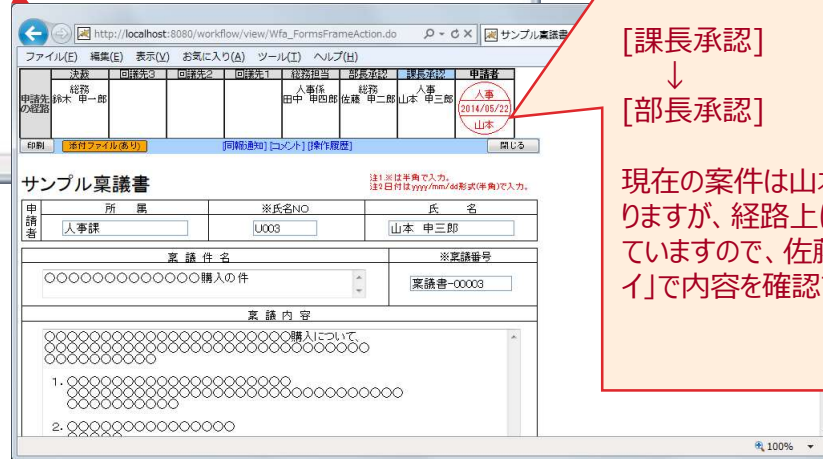 http://localhost:8080/workflow/view/Wfa_FormsFrameAction.do
サンプル稟議書
ファイル(F) 編集(E) 表示(V) お気に入り(A) ツール(T) ヘルプ(H)
決裁 回議先3 回議先2 回議先1 総務担当 部長承認 課長承認 申請者
申請先の経路
総務
鈴木 甲一郎
人事係
田中 甲四郎
総務
佐藤 甲二郎
人事
山本 甲三郎
人事
2014/05/22
山本
印刷 添付ファイル(あり) [同報通知] [コメント] [操作履歴] 閉じる
サンプル稟議書
注1 ※は半角で入力。
注2 日付は yyyy/mm/dd形式(半角)で入力。
申請者
所 属 ※氏名NO 氏 名
人事課 U003 山本 申三郎
稟 議 件 名 ※稟議番号
○○○○○○○○○○○○○購入の件 稟議書-00003
稟 議 内 容
○○○○○○○○○○○○○○○○○○○○○購入について、
○○○○○○○○○○○○○○○○○○○○○○○○○○○○
○○○○○○○○○
1. ○○○○○○○○○○○○○○○○○○○
○○○○○○○○○○○○○○○○○○○○○○○○○○○○○
○○○○○○○○○
2. ○○○○○○○○○○○○○○
100%
[課長承認]
↓
[部長承認]
現在の案件は山
りますが、経路上
ていますので、佐
イ」で内容を確認